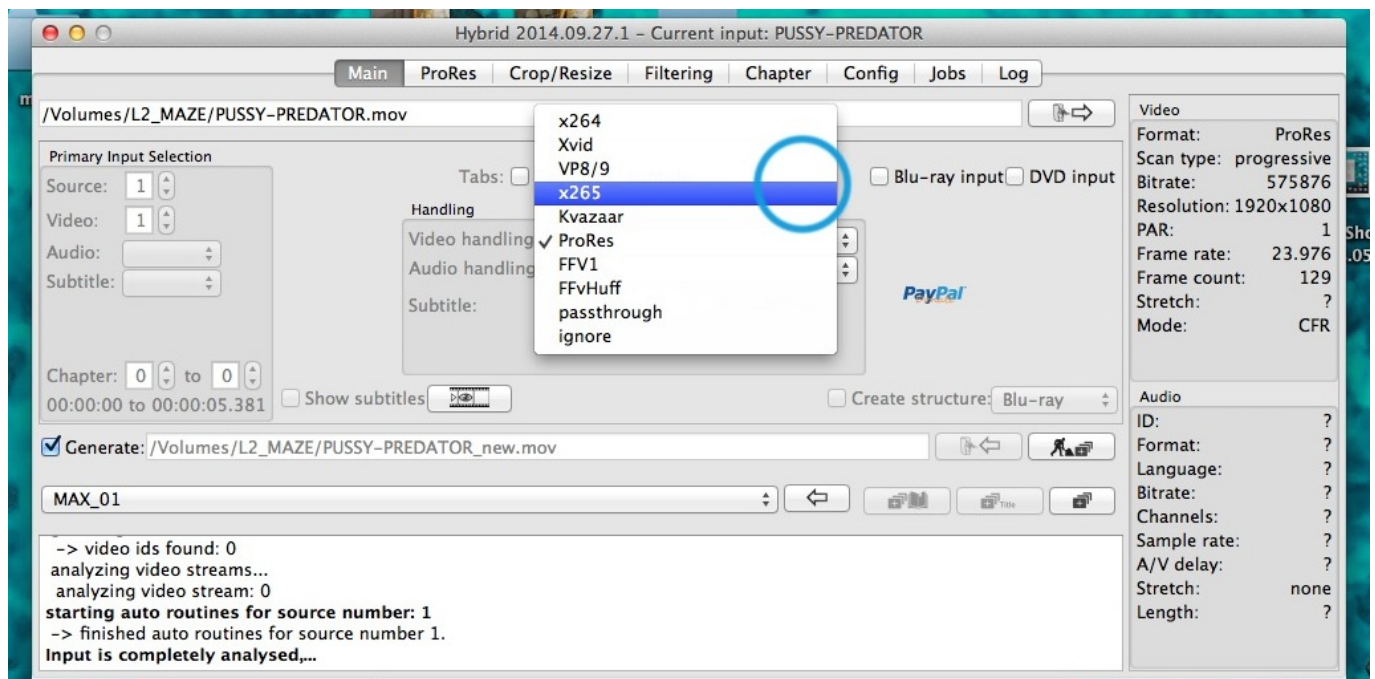 Hybrid 2014.09.27.1 – Current input: PUSSY-PREDATOR
Main ProRes Crop/Resize Filtering Chapter Config Jobs Log
/Volumes/L2_MAZE/PUSSY-PREDATOR.mov
Primary Input Selection
Source: 1
Video: 1
Audio:
Subtitle:
Chapter: 0 to 0
00:00:00 to 00:00:05.381
Tabs:
Blu-ray input DVD input
Handling
Video handling
Audio handling
Subtitle:
x264
Xvid
VP8/9
x265
Kvazaar
✓ ProRes
FFV1
FFvHuff
passthrough
ignore
PayPal
Show subtitles
Create structure: Blu-ray
Generate: /Volumes/L2_MAZE/PUSSY-PREDATOR_new.mov
MAX_01
Title
-> video ids found: 0
analyzing video streams...
analyzing video stream: 0
starting auto routines for source number: 1
-> finished auto routines for source number 1.
Input is completely analysed,...
Video
Format: ProRes
Scan type: progressive
Bitrate: 575876
Resolution: 1920x1080
PAR: 1
Frame rate: 23.976
Frame count: 129
Stretch: ?
Mode: CFR
Audio
ID: ?
Format: ?
Language: ?
Bitrate: ?
Channels: ?
Sample rate: ?
A/V delay: ?
Stretch: none
Length: ?